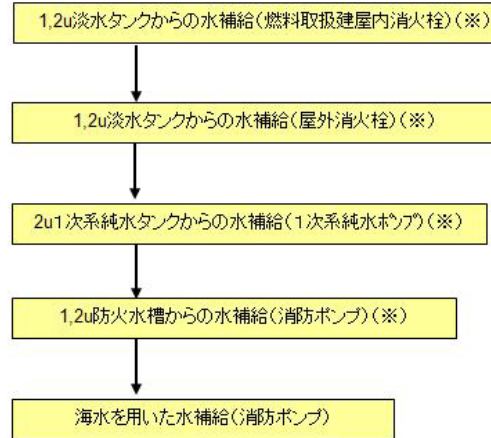 1,2u淡水タンクからの水補給(燃料取扱建屋内消火栓)(※)
1,2u淡水タンクからの水補給(屋外消火栓)(※)
2u1次系純水タンクからの水補給(1次系純水ポンプ)(※)
1,2u防火水槽からの水補給(消防ポンプ)(※)
海水を用いた水補給(消防ポンプ)